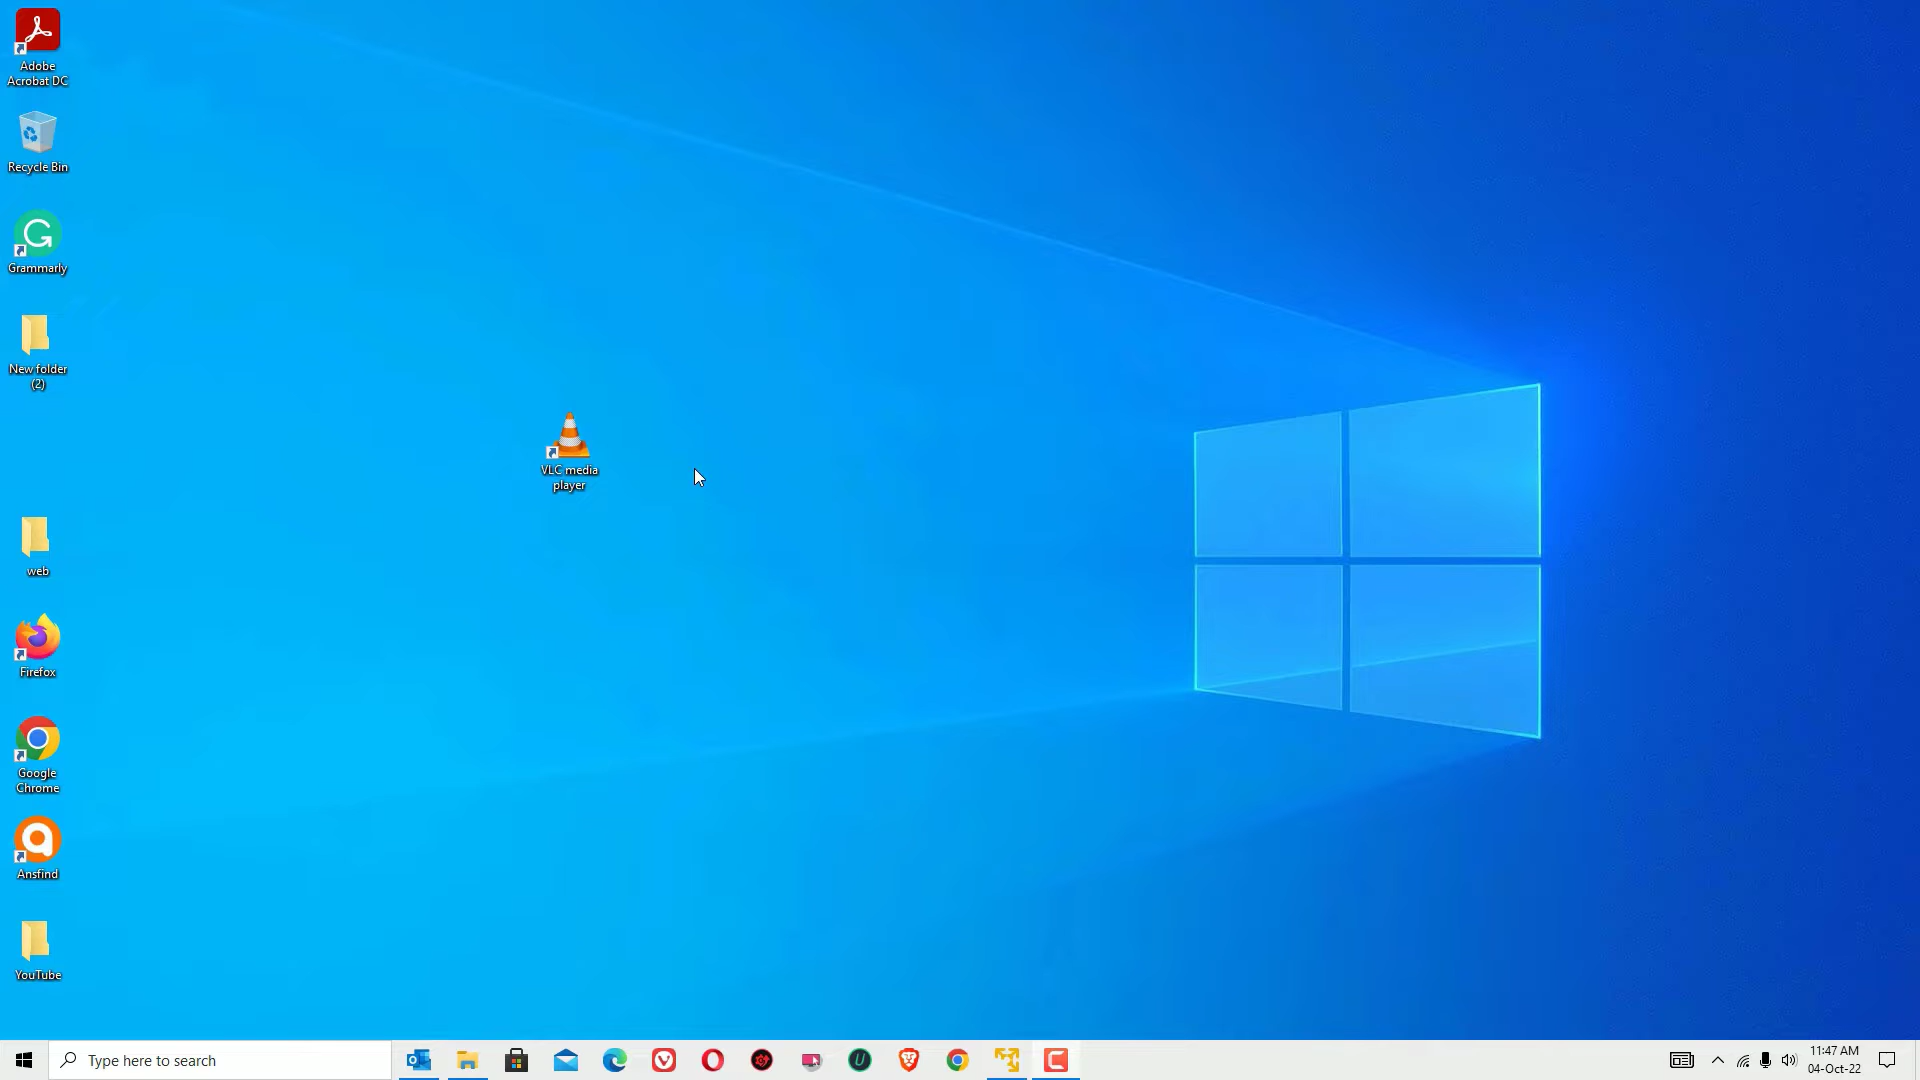 Adobe
Acrobat DC
Recycle Bin
Grammarly
New folder
(2)
VLC media
player
web
Firefox
Google
Chrome
Ansfind
YouTube
Type here to search
11:47 AM
04-Oct-22